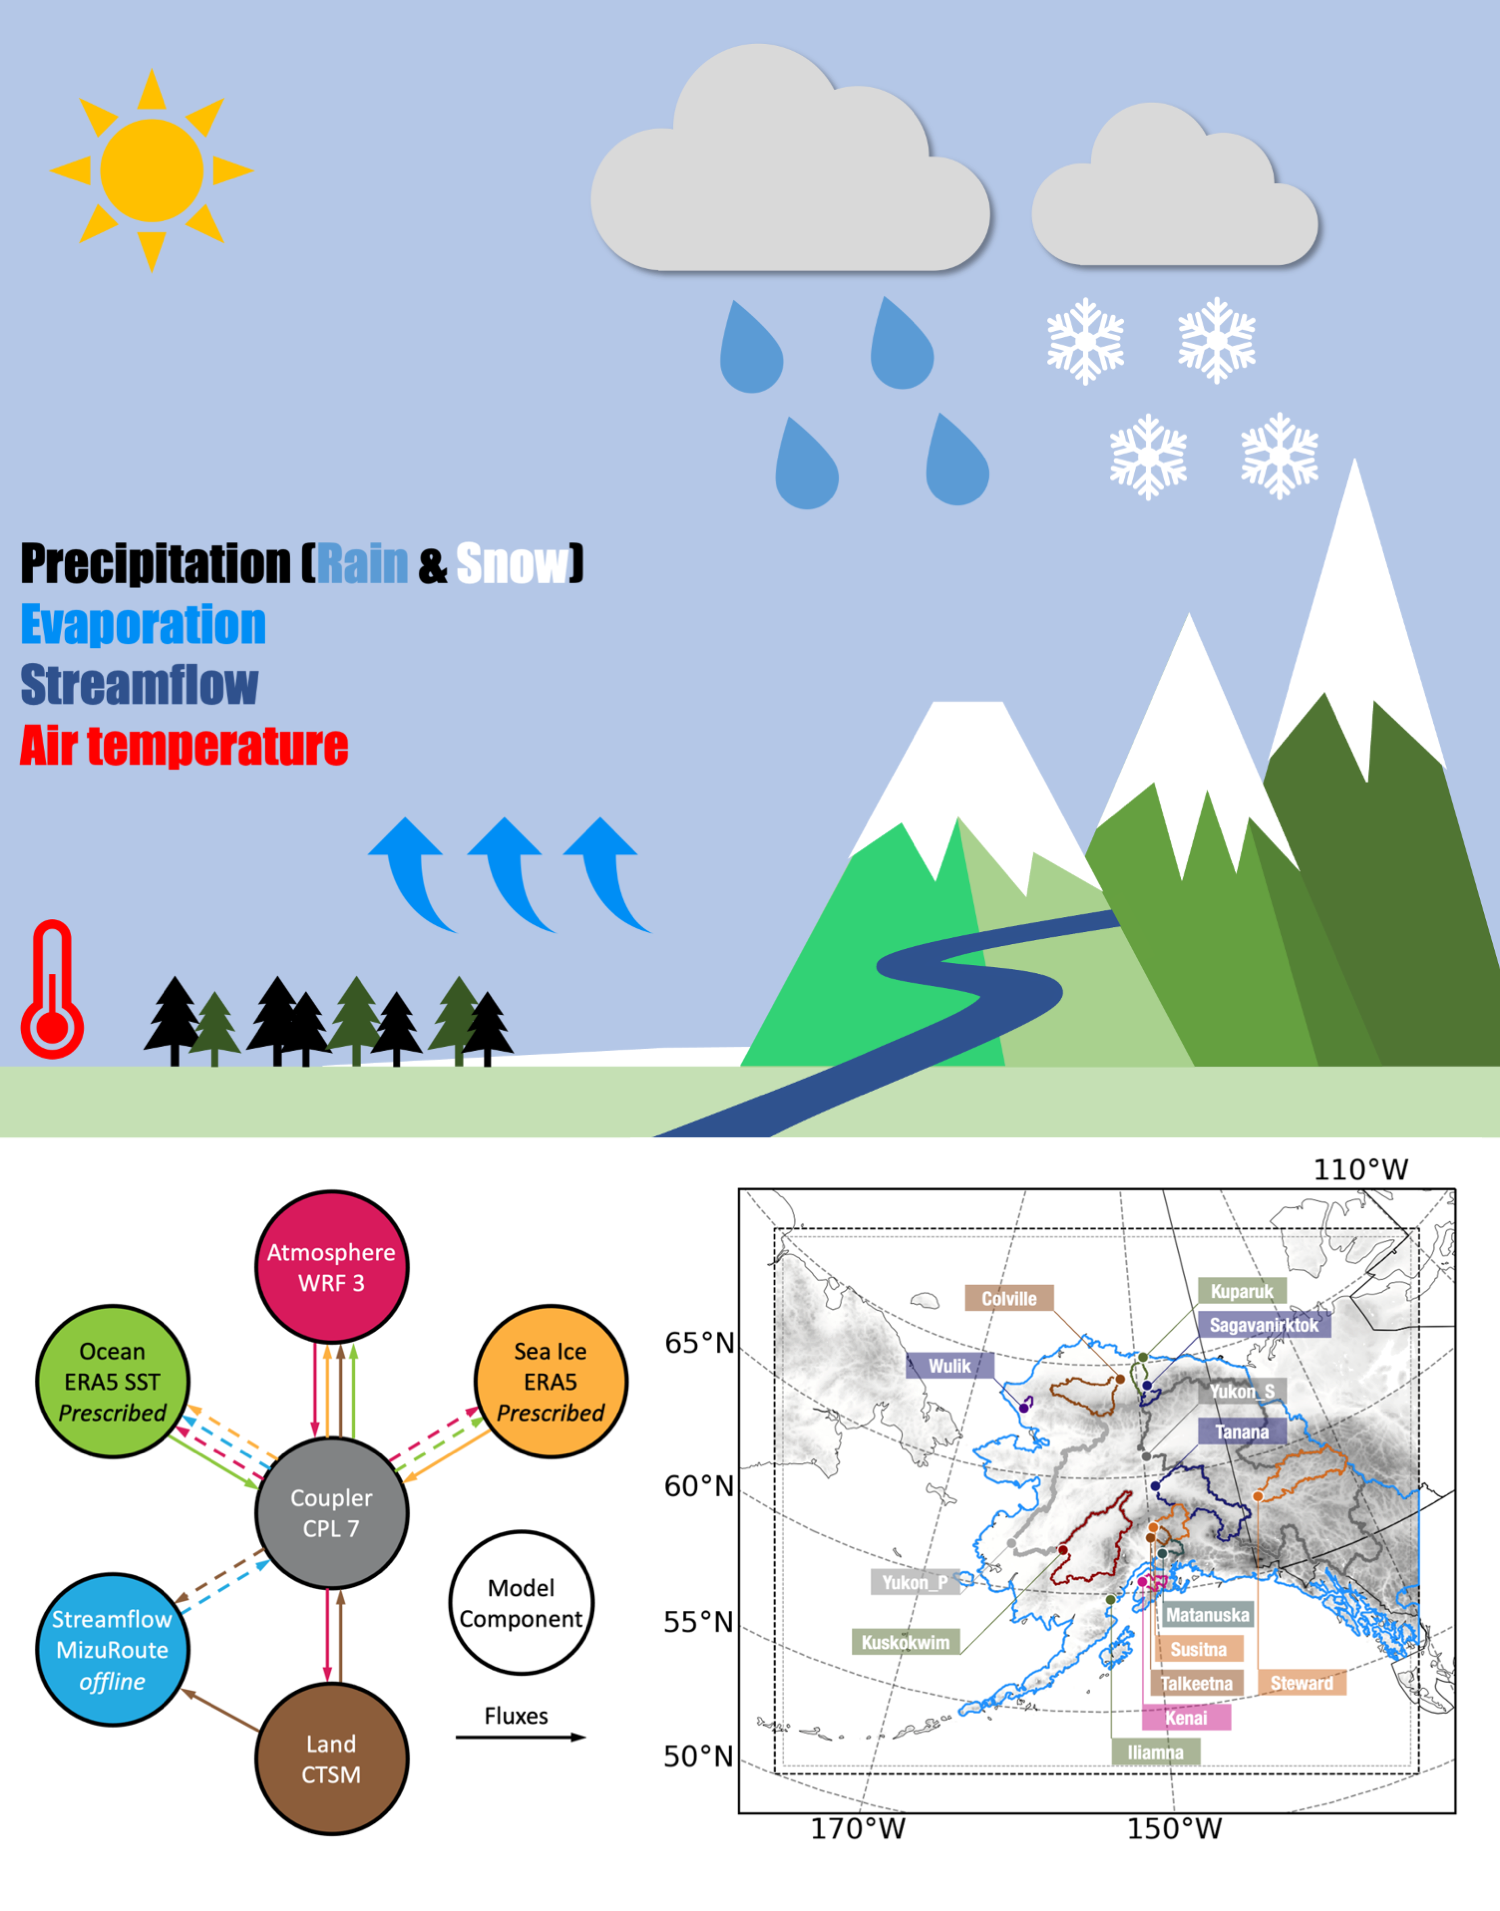 Precipitation (Rain & Snow)
Evaporation
Streamflow
Air temperature
Atmosphere
WRF 3
Ocean
ERA5 SST
Prescribed
Sea Ice
ERA5
Prescribed
Coupler
CPL 7
Streamflow
MizuRoute
offline
Model
Component
Land
CTSM
Fluxes
110°W
65°N
60°N
55°N
50°N
170°W
150°W
Colville
Kuparuk
Sagavanirktok
Wulik
Yukon_S
Tanana
Yukon_P
Kuskokwim
Matanuska
Susitna
Talkeetna
Steward
Kenai
Iliamna